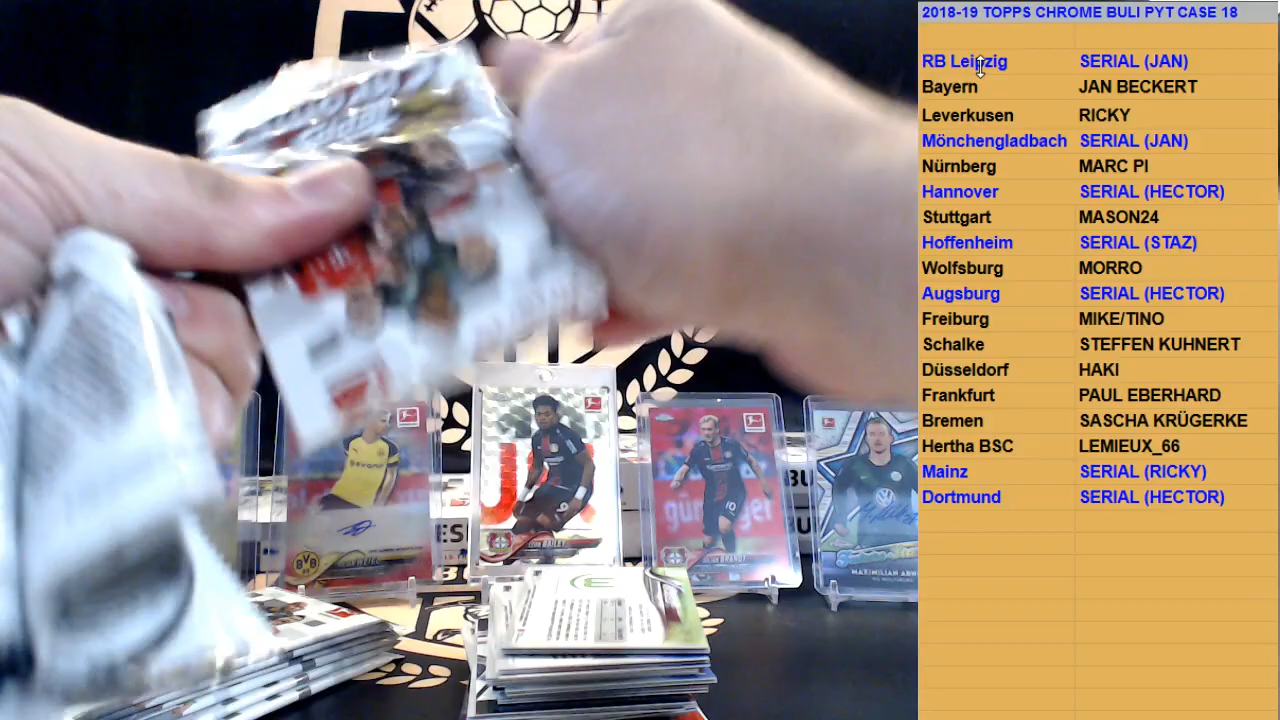 2018-19 TOPPS CHROME BULI PYT CASE 18
RB Leipzig SERIAL (JAN)
Bayern JAN BECKERT
Leverkusen RICKY
Mönchengladbach SERIAL (JAN)
Nürnberg MARC PI
Hannover SERIAL (HECTOR)
Stuttgart MASON24
Hoffenheim SERIAL (STAZ)
Wolfsburg MORRO
Augsburg SERIAL (HECTOR)
Freiburg MIKE/TINO
Schalke STEFFEN KUHNERT
Düsseldorf HAKI
Frankfurt PAUL EBERHARD
Bremen SASCHA KRÜGERKE
Hertha BSC LEMIEUX_66
Mainz SERIAL (RICKY)
Dortmund SERIAL (HECTOR)
BVB
10
MAXIMILIAN